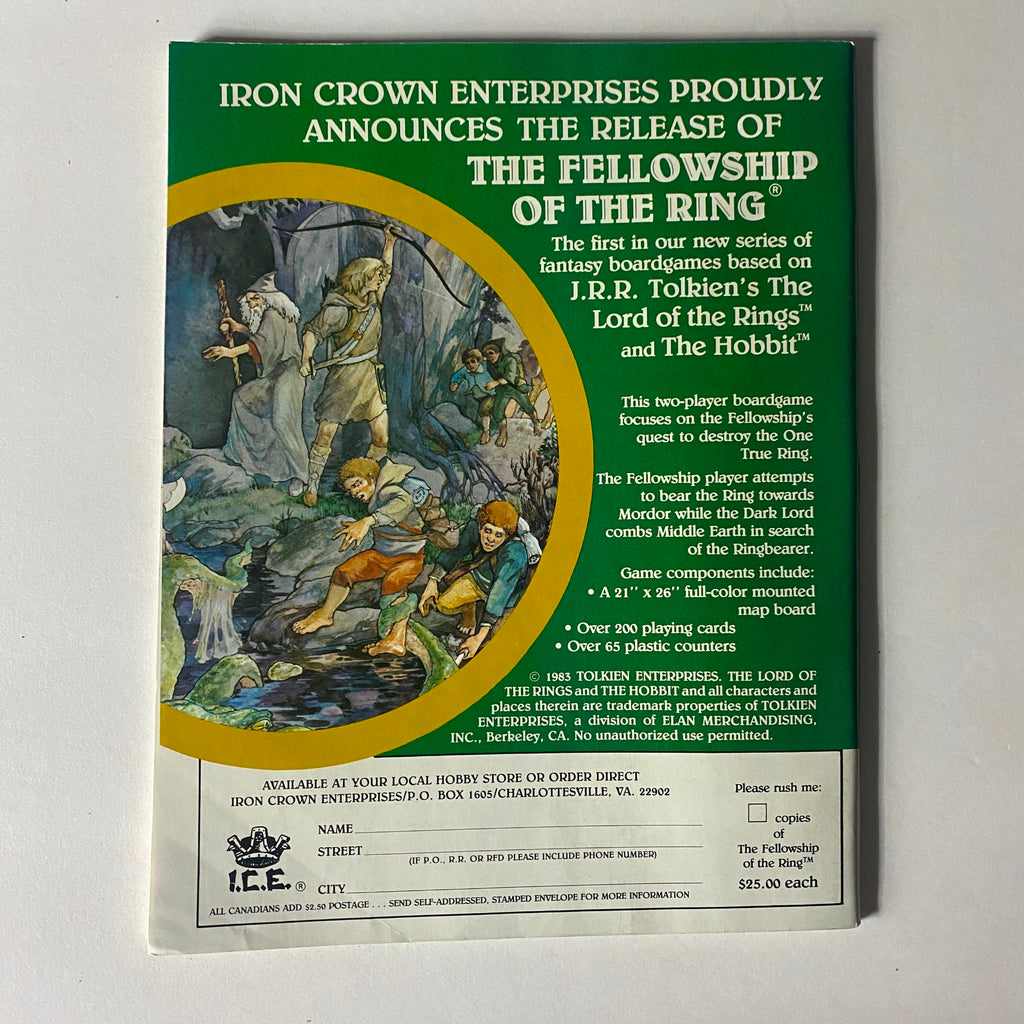 IRON CROWN ENTERPRISES PROUDLY
ANNOUNCES THE RELEASE OF
THE FELLOWSHIP
OF THE RING®
The first in our new series of
fantasy boardgames based on
J.R.R. Tolkien's The
Lord of the Rings™
and The Hobbit™
This two-player boardgame
focuses on the Fellowship's
quest to destroy the One
True Ring.
The Fellowship player attempts
to bear the Ring towards
Mordor while the Dark Lord
combs Middle Earth in search
of the Ringbearer.
Game components include:
• A 21'' x 26'' full-color mounted
map board
• Over 200 playing cards
• Over 65 plastic counters
© 1983 TOLKIEN ENTERPRISES. THE LORD OF
THE RINGS and THE HOBBIT and all characters and
places therein are trademark properties of TOLKIEN
ENTERPRISES, a division of ELAN MERCHANDISING,
INC., Berkeley, CA. No unauthorized use permitted.
AVAILABLE AT YOUR LOCAL HOBBY STORE OR ORDER DIRECT
IRON CROWN ENTERPRISES/P.O. BOX 1605/CHARLOTTESVILLE, VA. 22902
NAME
STREET
(IF P.O., R.R. OR RFD PLEASE INCLUDE PHONE NUMBER)
CITY
I.C.E.®
ALL CANADIANS ADD $2.50 POSTAGE . . . SEND SELF-ADDRESSED, STAMPED ENVELOPE FOR MORE INFORMATION
Please rush me:
copies
of
The Fellowship
of the Ring™
$25.00 each